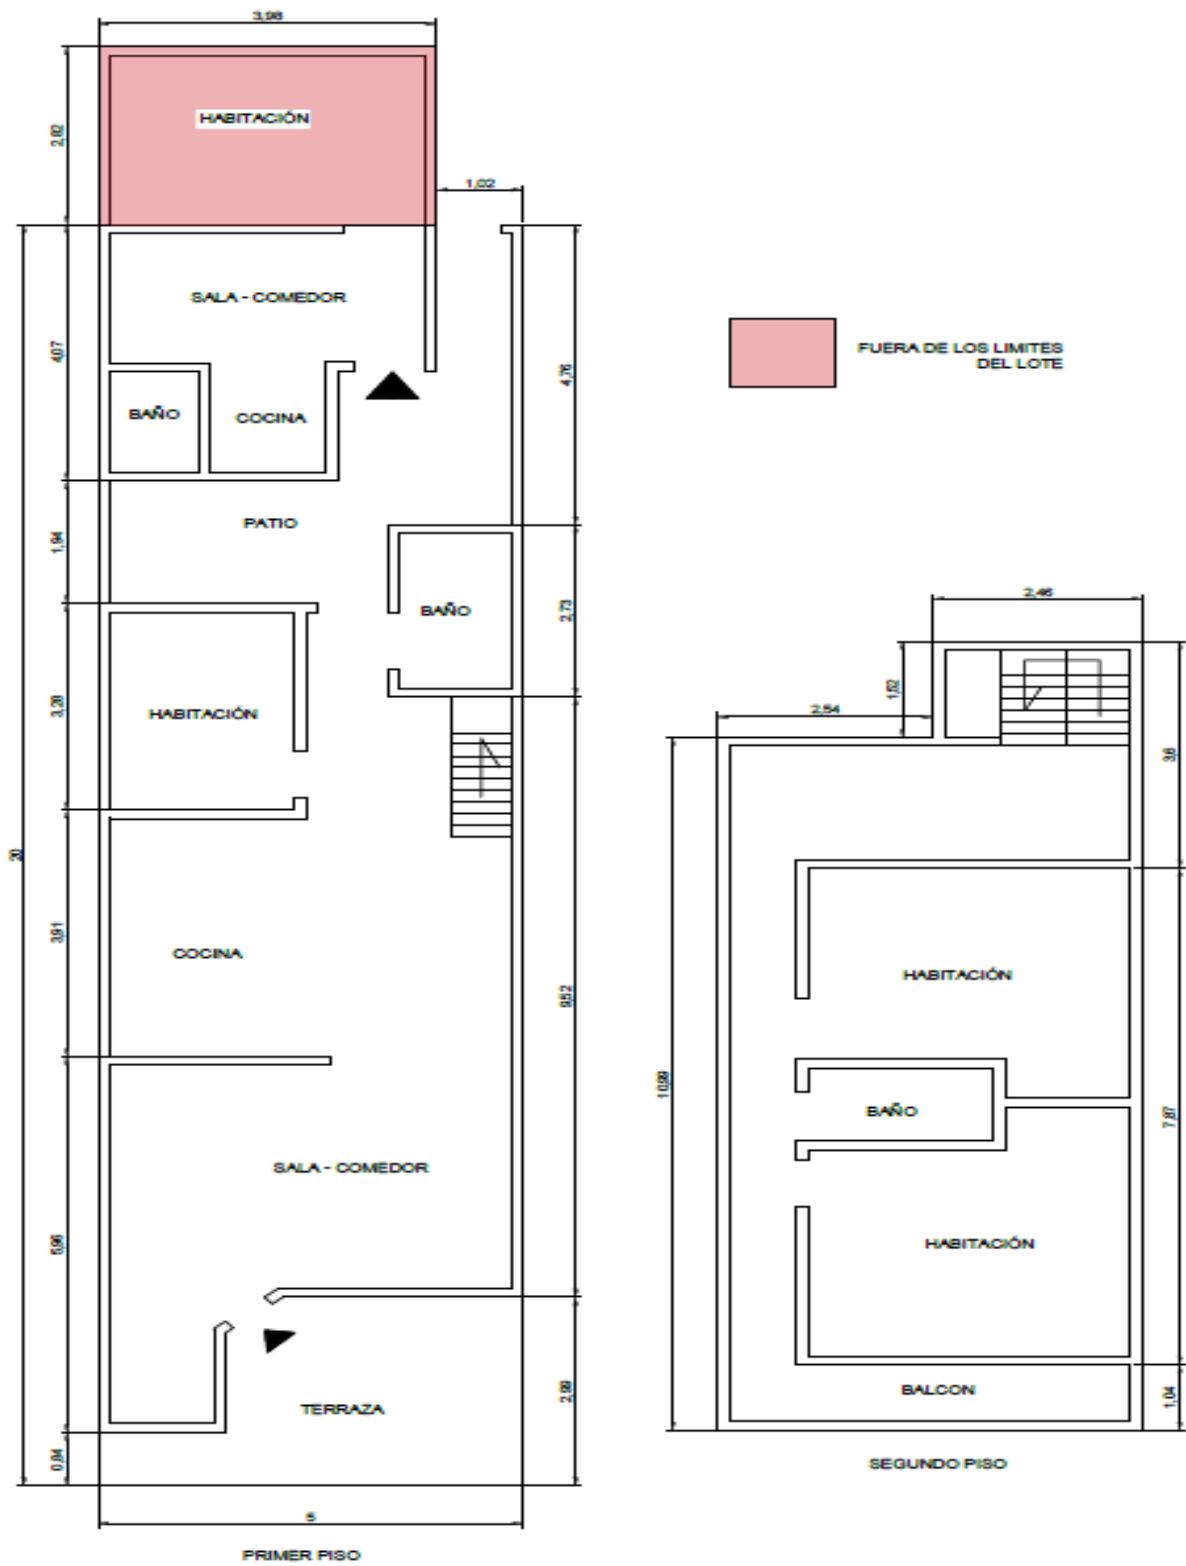 3,98
HABITACIÓN
2,82
1,02
SALA - COMEDOR
4,07
4,76
BAÑO
COCINA
PATIO
1,94
BAÑO
2,73
HABITACIÓN
3,28
20
COCINA
3,91
9,52
SALA - COMEDOR
5,96
TERRAZA
2,99
0,84
5
PRIMER PISO
FUERA DE LOS LIMITES
DEL LOTE
2,46
1,52
2,54
3,6
HABITACIÓN
10,99
BAÑO
7,87
HABITACIÓN
BALCON
1,04
SEGUNDO PISO